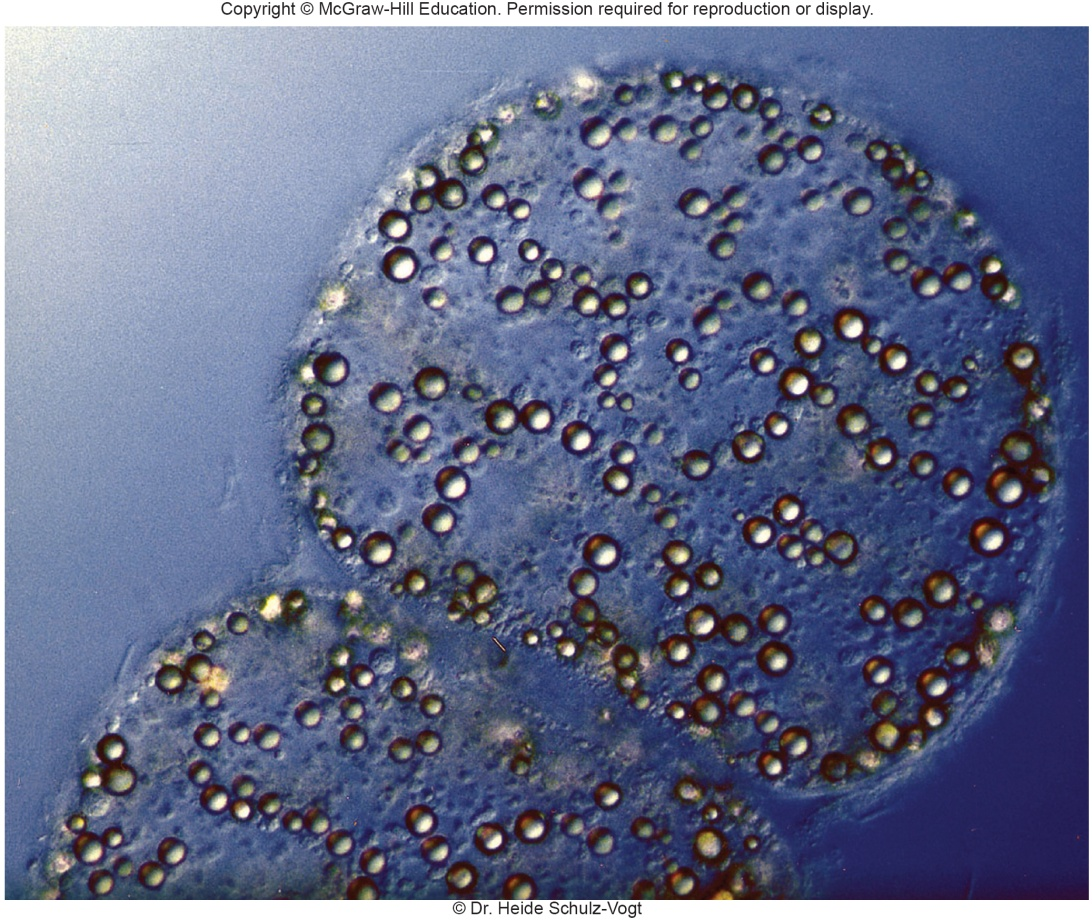 Copyright © McGraw-Hill Education. Permission required for reproduction or display.
© Dr. Heide Schulz-Vogt